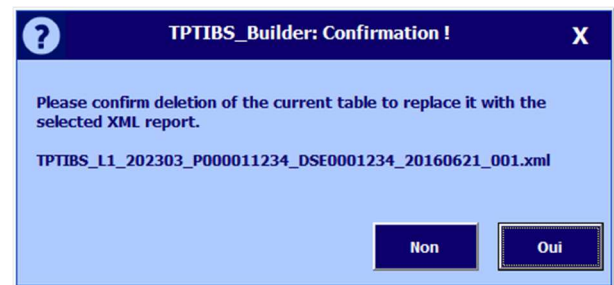 ?
TPTIBS_Builder: Confirmation !
X
Please confirm deletion of the current table to replace it with the
selected XML report.
TPTIBS_L1_202303_P000011234_DSE0001234_20160621_001.xml
Non
Oui